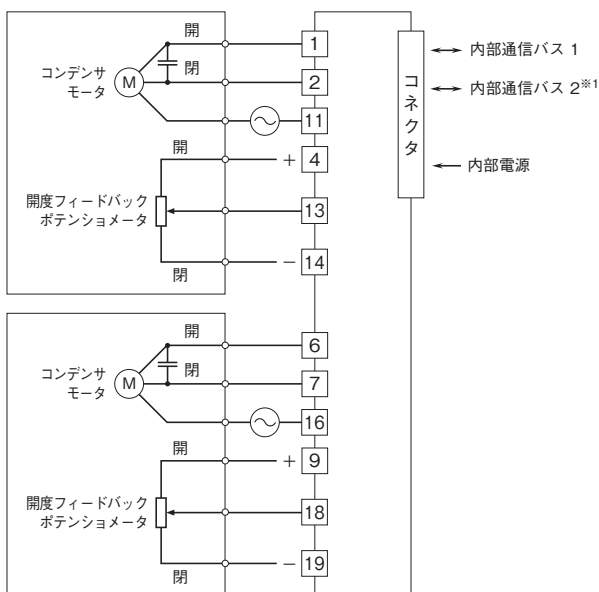 開
1
内部通信バス 1
コンデンサ
モータ
M
閉
2
内部通信バス 2※1
コネクタ
11
開
+ 4
内部電源
開度フィードバック
ポテンショメータ
13
− 14
閉
開
6
コンデンサ
モータ
M
閉
7
16
開
+ 9
開度フィードバック
ポテンショメータ
18
− 19
閉